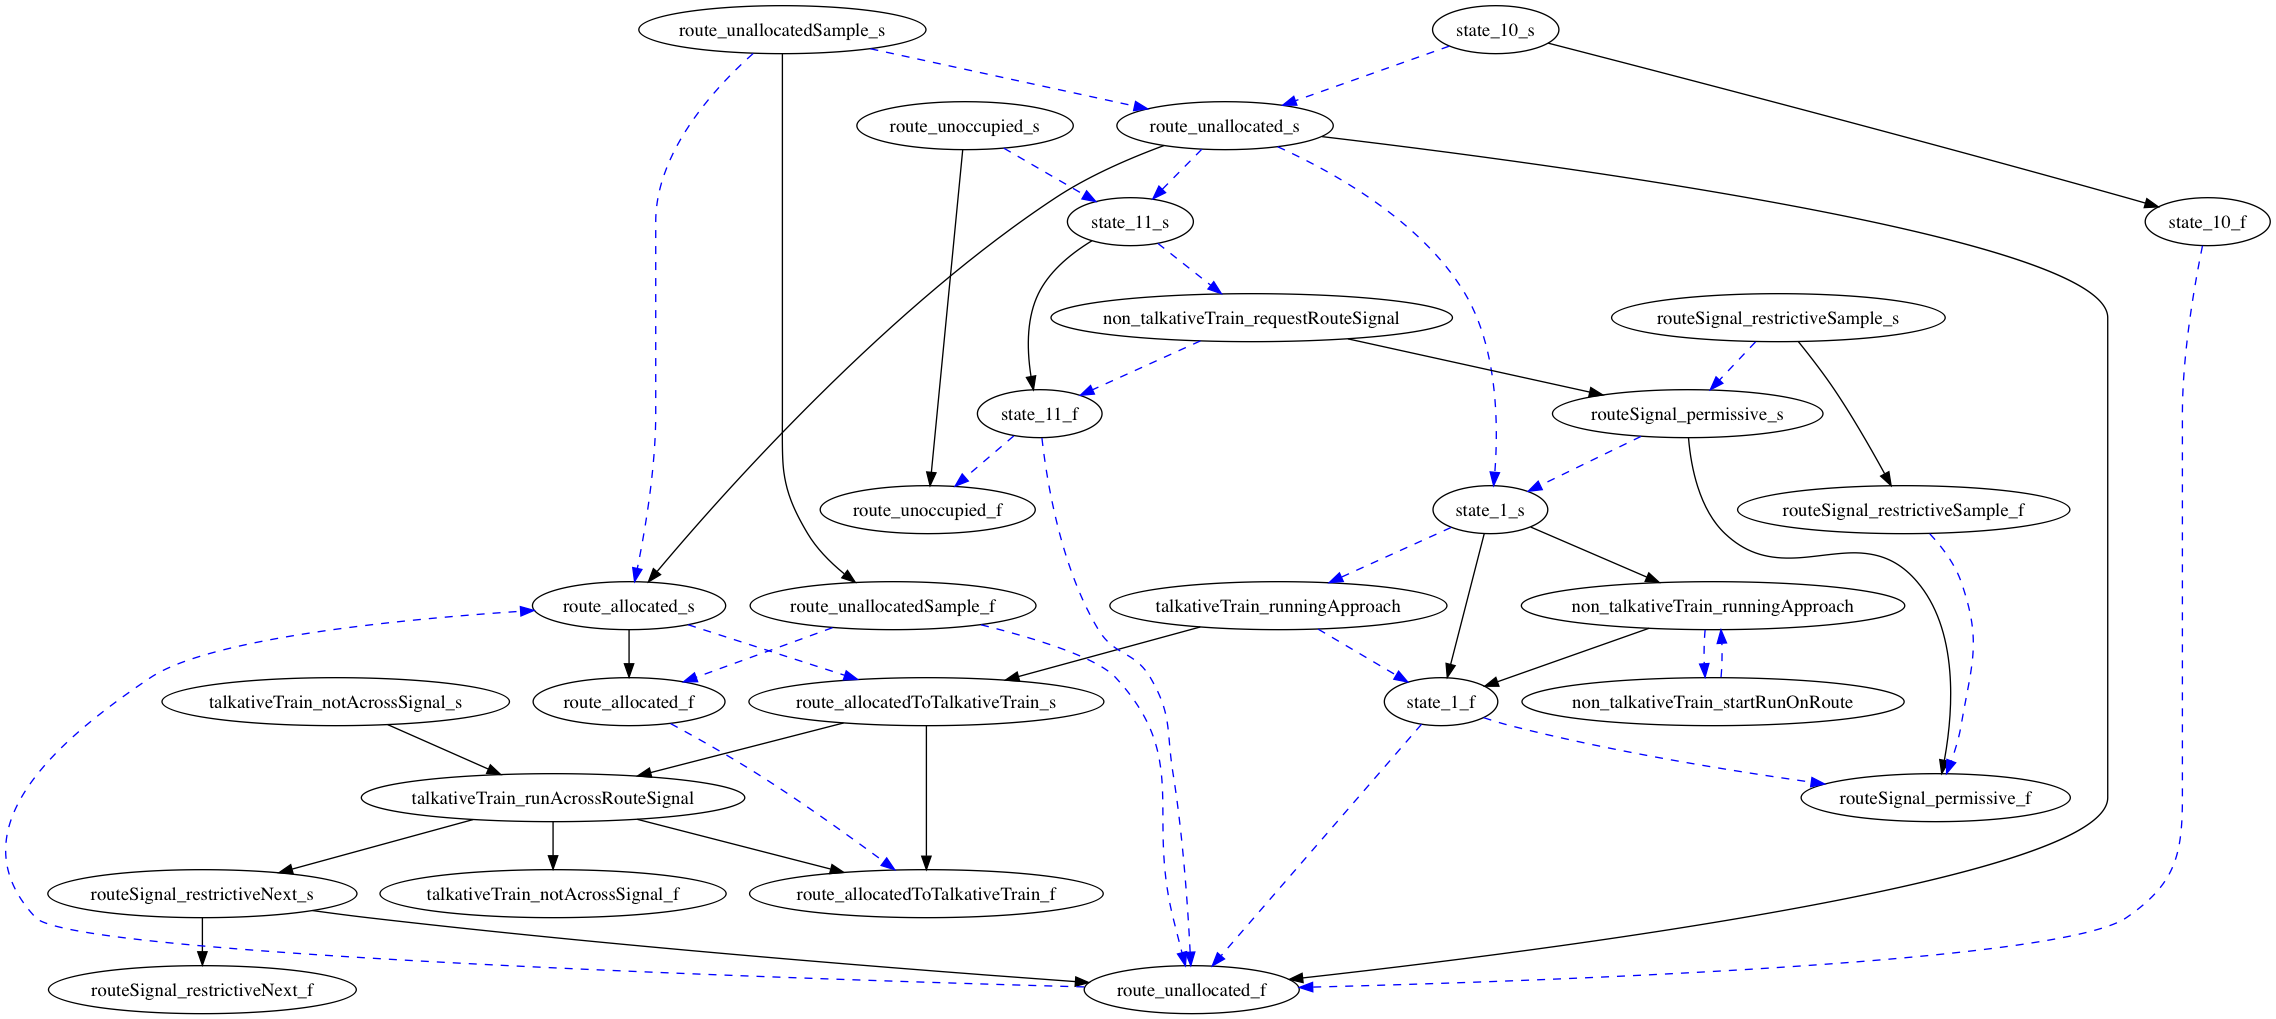 route_unallocatedSample_s
state_10_s
route_unoccupied_s
route_unallocated_s
state_11_s
state_10_f
non_talkativeTrain_requestRouteSignal
routeSignal_restrictiveSample_s
state_11_f
routeSignal_permissive_s
route_unoccupied_f
state_1_s
routeSignal_restrictiveSample_f
route_allocated_s
route_unallocatedSample_f
talkativeTrain_runningApproach
non_talkativeTrain_runningApproach
talkativeTrain_notAcrossSignal_s
route_allocated_f
route_allocatedToTalkativeTrain_s
state_1_f
non_talkativeTrain_startRunOnRoute
talkativeTrain_runAcrossRouteSignal
routeSignal_permissive_f
routeSignal_restrictiveNext_s
talkativeTrain_notAcrossSignal_f
route_allocatedToTalkativeTrain_f
routeSignal_restrictiveNext_f
route_unallocated_f